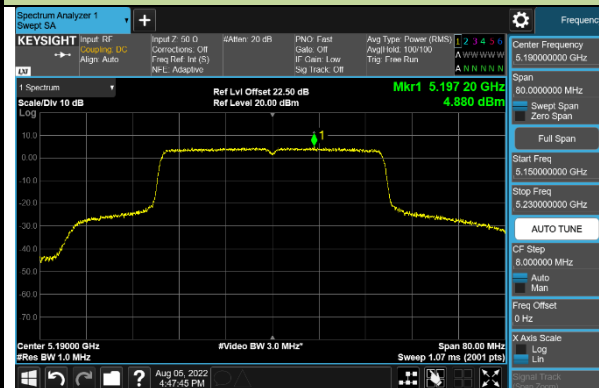 Spectrum Analyzer 1
Swept SA
+
Frequency
KEYSIGHT
Input: RF
Coupling: DC
Align: Auto
Input Z: 50 Ω
Corrections: Off
Freq Ref: Int (S)
NFE: Adaptive
#Atten: 20 dB
PNO: Fast
Gate: Off
IF Gain: Low
Sig Track: Off
Avg Type: Power (RMS)
Avg|Hold: 100/100
Trig: Free Run
1 2 3 4 5 6
A W W W W W
A N N N N N
LXI
1 Spectrum
Scale/Div 10 dB
Log
Ref Lvl Offset 22.50 dB
Ref Level 20.00 dBm
Mkr1 5.197 20 GHz
4.880 dBm
10.0
0.00
-10.0
-20.0
-30.0
-40.0
-50.0
-60.0
-70.0
1
Center 5.19000 GHz
#Res BW 1.0 MHz
#Video BW 3.0 MHz*
Span 80.00 MHz
Sweep 1.07 ms (2001 pts)
Center Frequency
5.190000000 GHz
Span
80.0000000 MHz
Swept Span
Zero Span
Full Span
Start Freq
5.150000000 GHz
Stop Freq
5.230000000 GHz
AUTO TUNE
CF Step
8.000000 MHz
Auto
Man
Freq Offset
0 Hz
X Axis Scale
Log
Lin
Signal Track
(Span Zoom)
?
Aug 05, 2022
4:47:45 PM